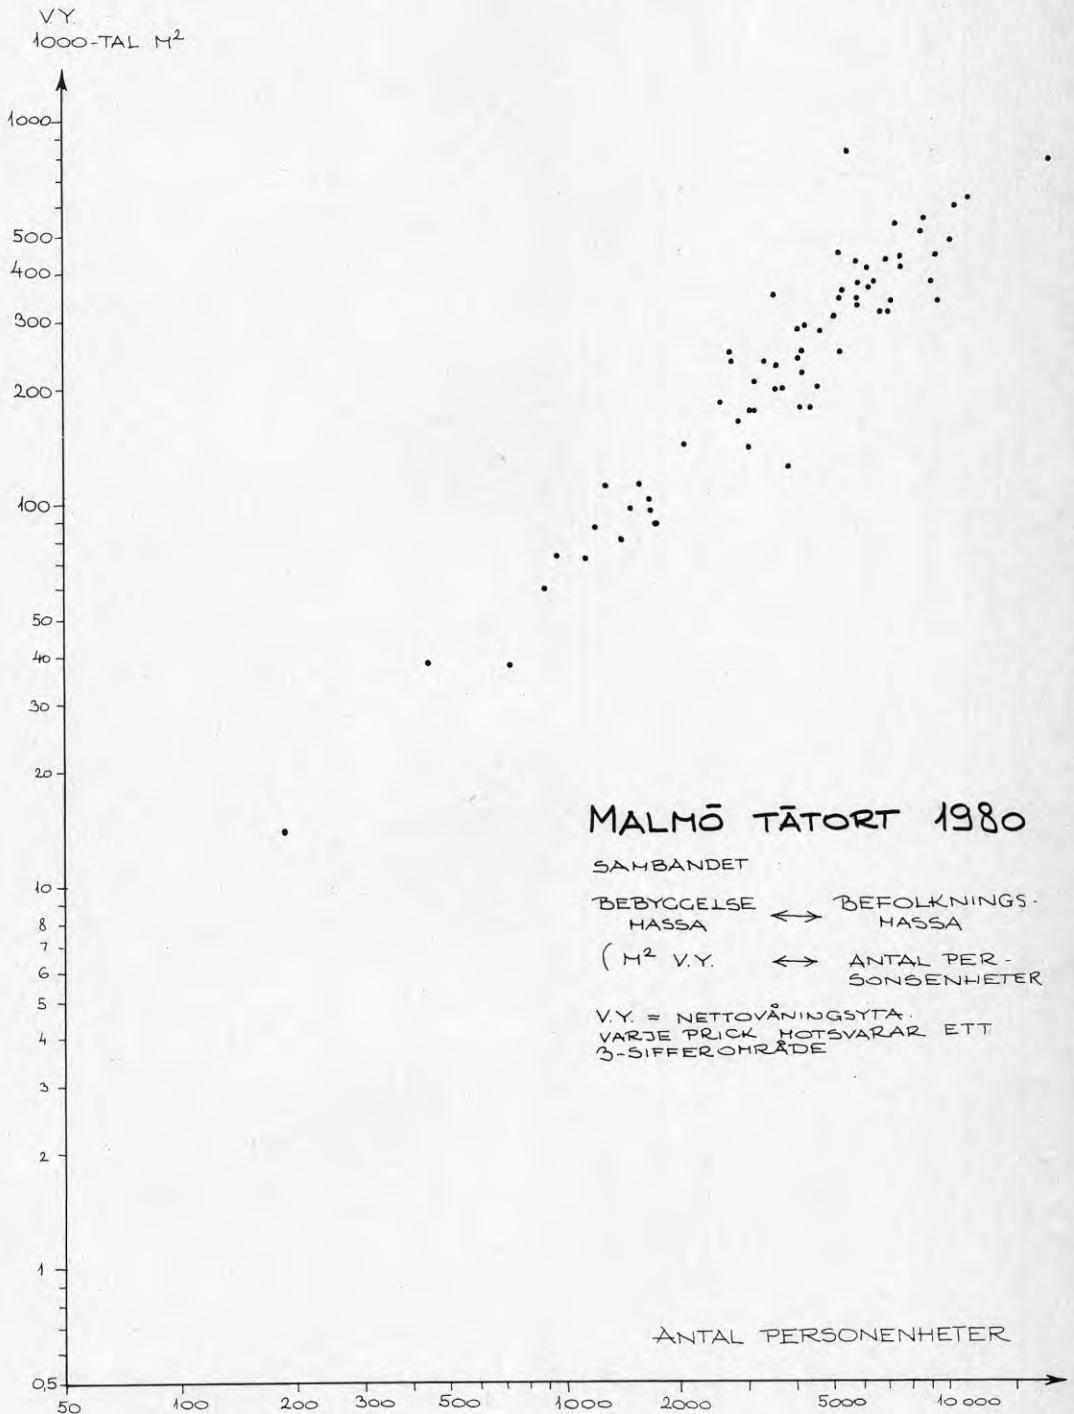 V.Y.
1000-TAL M²
1000
500
400
300
200
100
50
40
30
20
10
8
7
6
5
4
3
2
1
0,5
MALMÖ TÄTORT 1980
SAMBANDET
BEBYGGELSE ↔ BEFOLKNINGS-
MASSA MASSA
(M² V.Y. ↔ ANTAL PER-
SONSENHETER
V.Y. = NETTOVÅNINGSYTA.
VARJE PRICK MOTSVARAR ETT
3-SIFFEROMRÅDE
ANTAL PERSONENHETER
50 100 200 300 500 1000 2000 5000 10 000